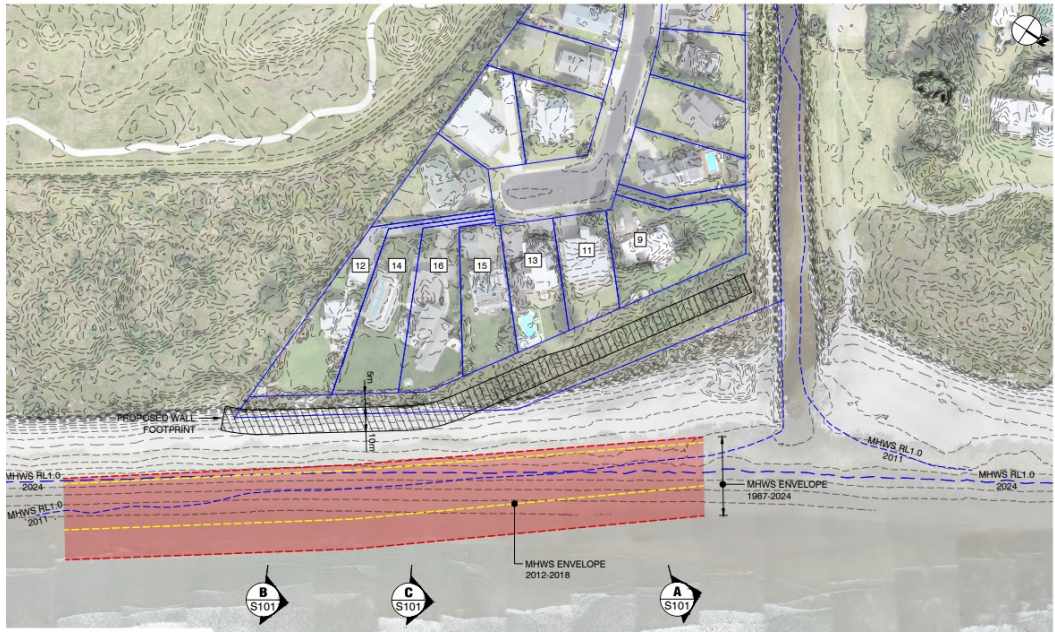 12
14
16
15
13
11
9
5m
PROPOSED WALL
FOOTPRINT
10m
MHWS RL1.0
2011
MHWS RL1.0
2024
MHWS RL1.0
2024
MHWS ENVELOPE
1987-2024
MHWS RL1.0
2011
MHWS ENVELOPE
2012-2018
B
S101
C
S101
A
S101